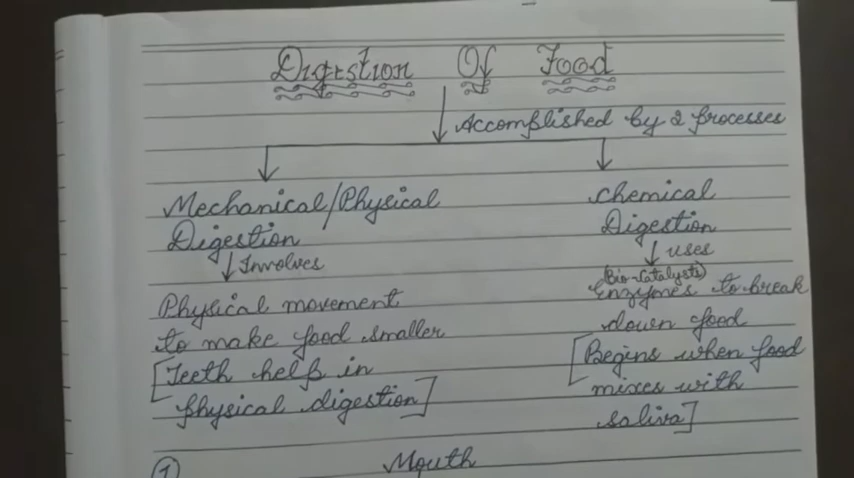 Digestion Of Food
Accomplished by 2 processes
Mechanical/Physical
Digestion
Involves
Physical movement
to make food smaller
[Teeth help in
physical digestion]
chemical
Digestion
uses
(Bio-Catalysts)
Enzymes to break
down food
[Begins when food
mixes with
saliva]
1 Mouth